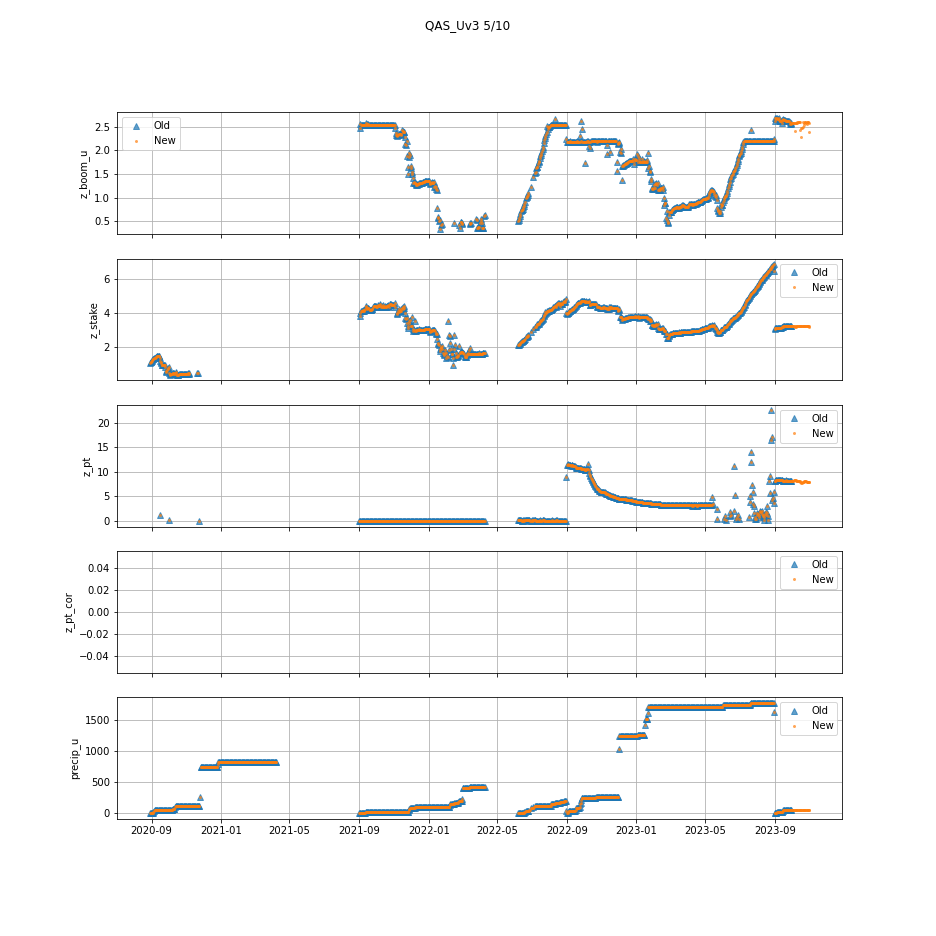 QAS_Uv3 5/10
2.5
2.0
1.5
1.0
0.5
z_boom_u
Old
New
6
4
2
z_stake
Old
New
20
15
10
5
0
z_pt
Old
New
0.04
0.02
0.00
−0.02
−0.04
z_pt_cor
Old
New
1500
1000
500
0
precip_u
Old
New
2020-09 2021-01 2021-05 2021-09 2022-01 2022-05 2022-09 2023-01 2023-05 2023-09